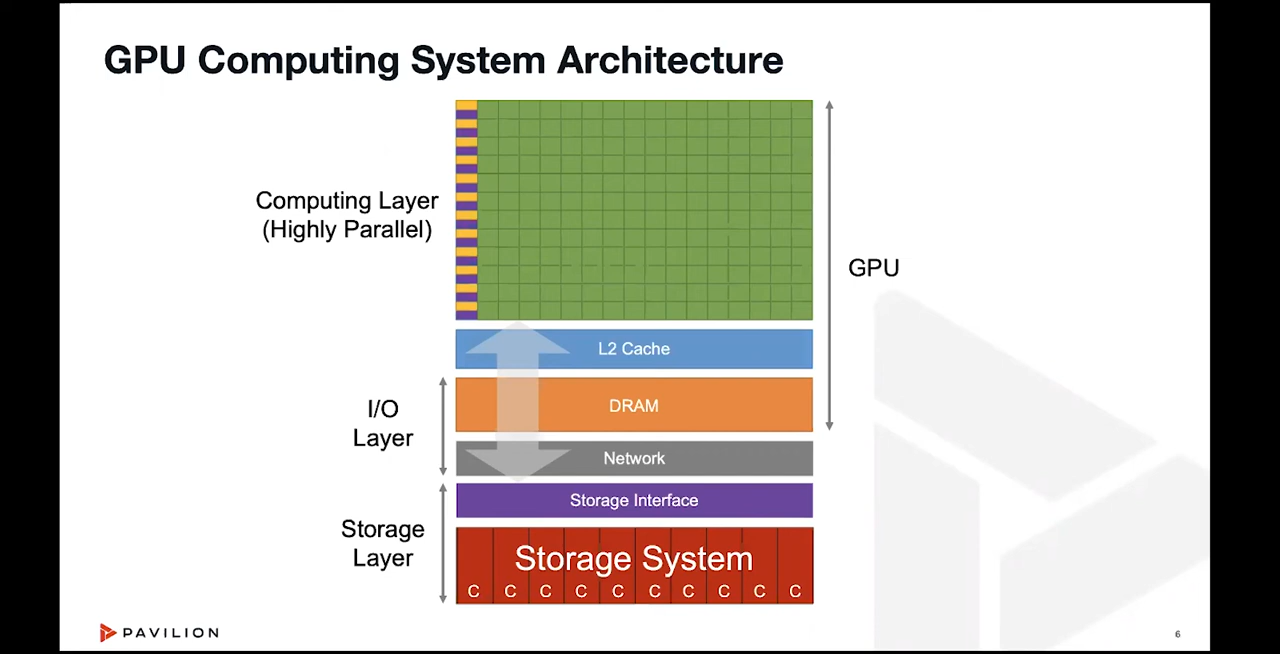 GPU Computing System Architecture
Computing Layer
(Highly Parallel)
GPU
L2 Cache
I/O
Layer
DRAM
Network
Storage Interface
Storage
Layer
Storage System
C C C C C C C C C C
PAVILION
6